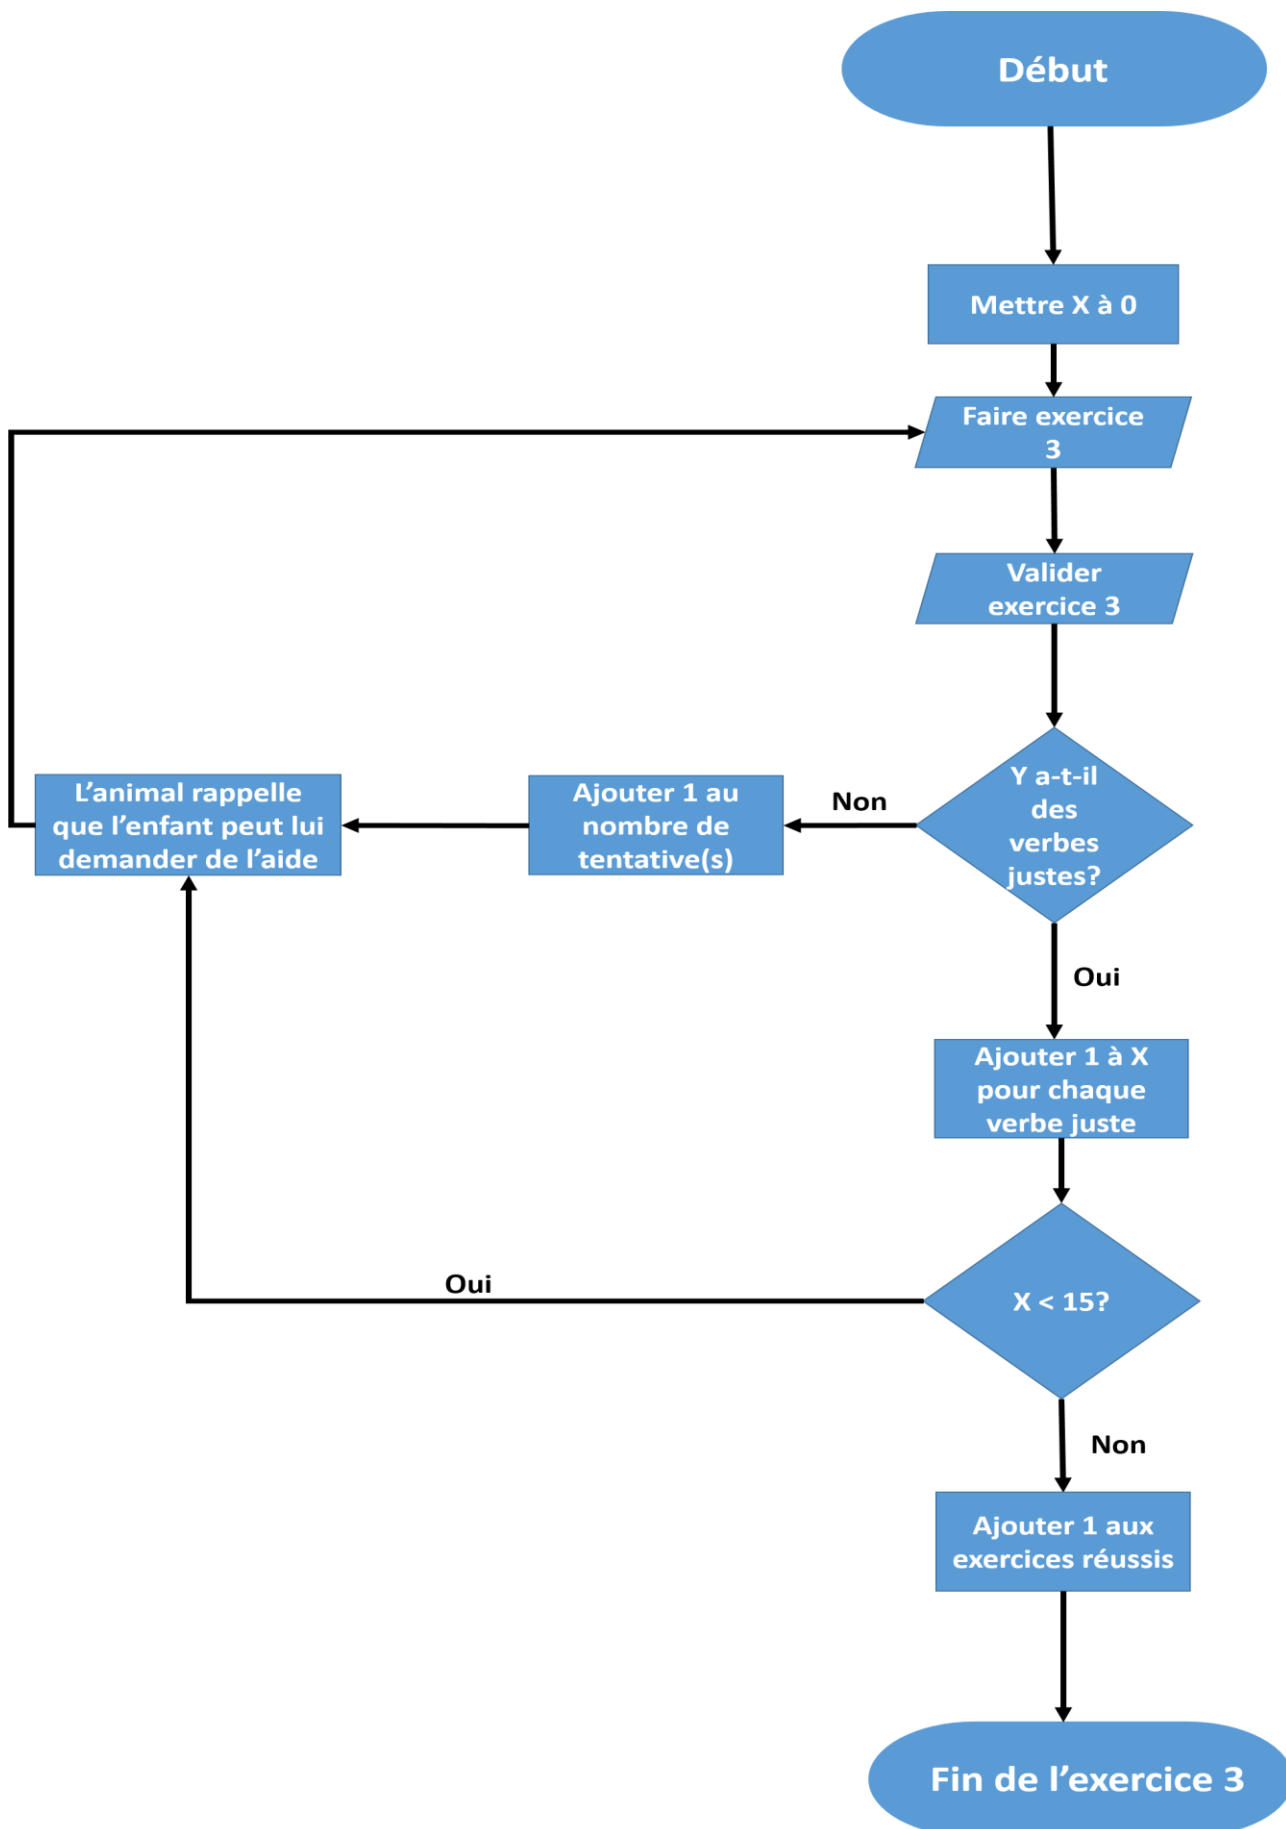 Début
Mettre X à 0
Faire exercice
3
Valider
exercice 3
Y a-t-il
des
verbes
justes?
Non
Ajouter 1 au
nombre de
tentative(s)
L’animal rappelle
que l’enfant peut lui
demander de l’aide
Oui
Ajouter 1 à X
pour chaque
verbe juste
X < 15?
Oui
Non
Ajouter 1 aux
exercices réussis
Fin de l’exercice 3